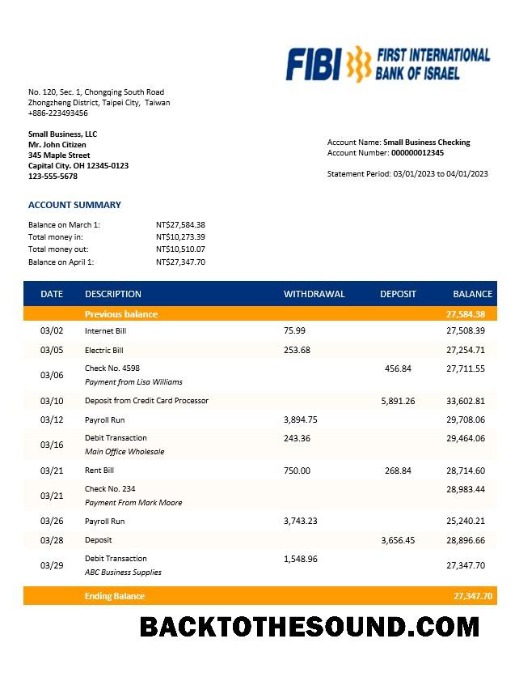 FIBI FIRST INTERNATIONAL
BANK OF ISRAEL
No. 120, Sec. 1, Chongqing South Road
Zhongzheng District, Taipei City, Taiwan
+886-223493456
Small Business, LLC
Mr. John Citizen
345 Maple Street
Capital City. OH 12345-0123
123-555-5678
Account Name: Small Business Checking
Account Number: 000000012345
Statement Period: 03/01/2023 to 04/01/2023
ACCOUNT SUMMARY
Balance on March 1: NT$27,584.38
Total money in: NT$10,273.39
Total money out: NT$10,510.07
Balance on April 1: NT$27,347.70
DATE DESCRIPTION WITHDRAWAL DEPOSIT BALANCE
Previous balance 27,584.38
03/02 Internet Bill 75.99 27,508.39
03/05 Electric Bill 253.68 27,254.71
03/06 Check No. 4598 456.84 27,711.55
Payment from Lisa Williams
03/10 Deposit from Credit Card Processor 5,891.26 33,602.81
03/12 Payroll Run 3,894.75 29,708.06
03/16 Debit Transaction 243.36 29,464.06
Main Office Wholesale
03/21 Rent Bill 750.00 268.84 28,714.60
03/21 Check No. 234 28,983.44
Payment From Mark Moore
03/26 Payroll Run 3,743.23 25,240.21
03/28 Deposit 3,656.45 28,896.66
03/29 Debit Transaction 1,548.96 27,347.70
ABC Business Supplies
Ending Balance 27,347.70
BACKTOTHESOUND.COM